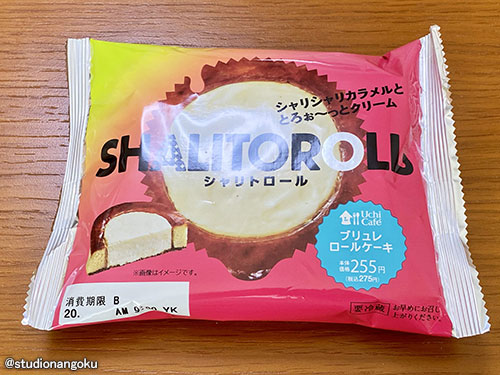 シャリシャリカラメルと
とろぉ〜っとクリーム
SHALITOROLL
シャリトロール
Uchi
Café
ブリュレ
ロールケーキ
本体
価格 255円
(税込275円)
※画像はイメージです。
消費期限 B
20.
AM
YK
要冷蔵
お早めにお召し
上がりください。
@studionangoku